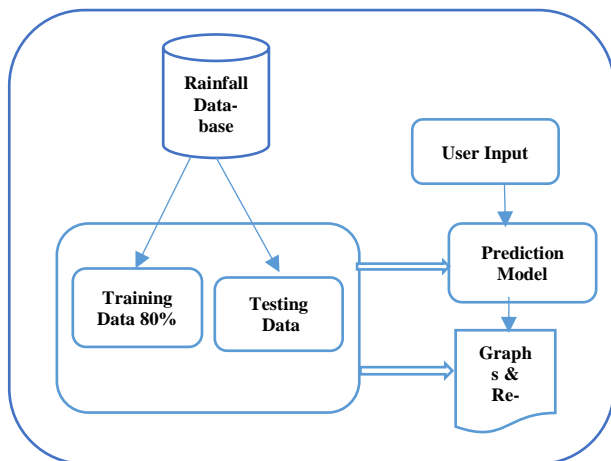 Rainfall
Data-
base
User Input
Prediction
Model
Training
Data 80%
Testing
Data
Graph
s &
Re-